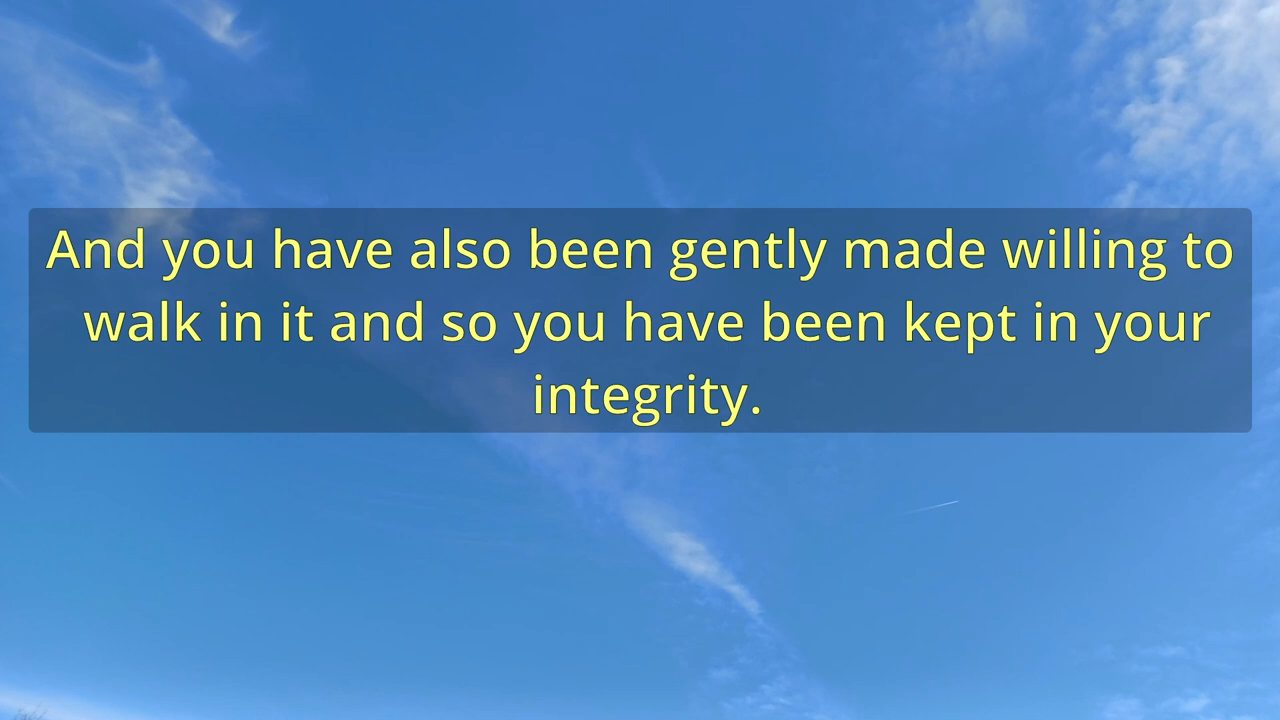 And you have also been gently made willing to
walk in it and so you have been kept in your
integrity.